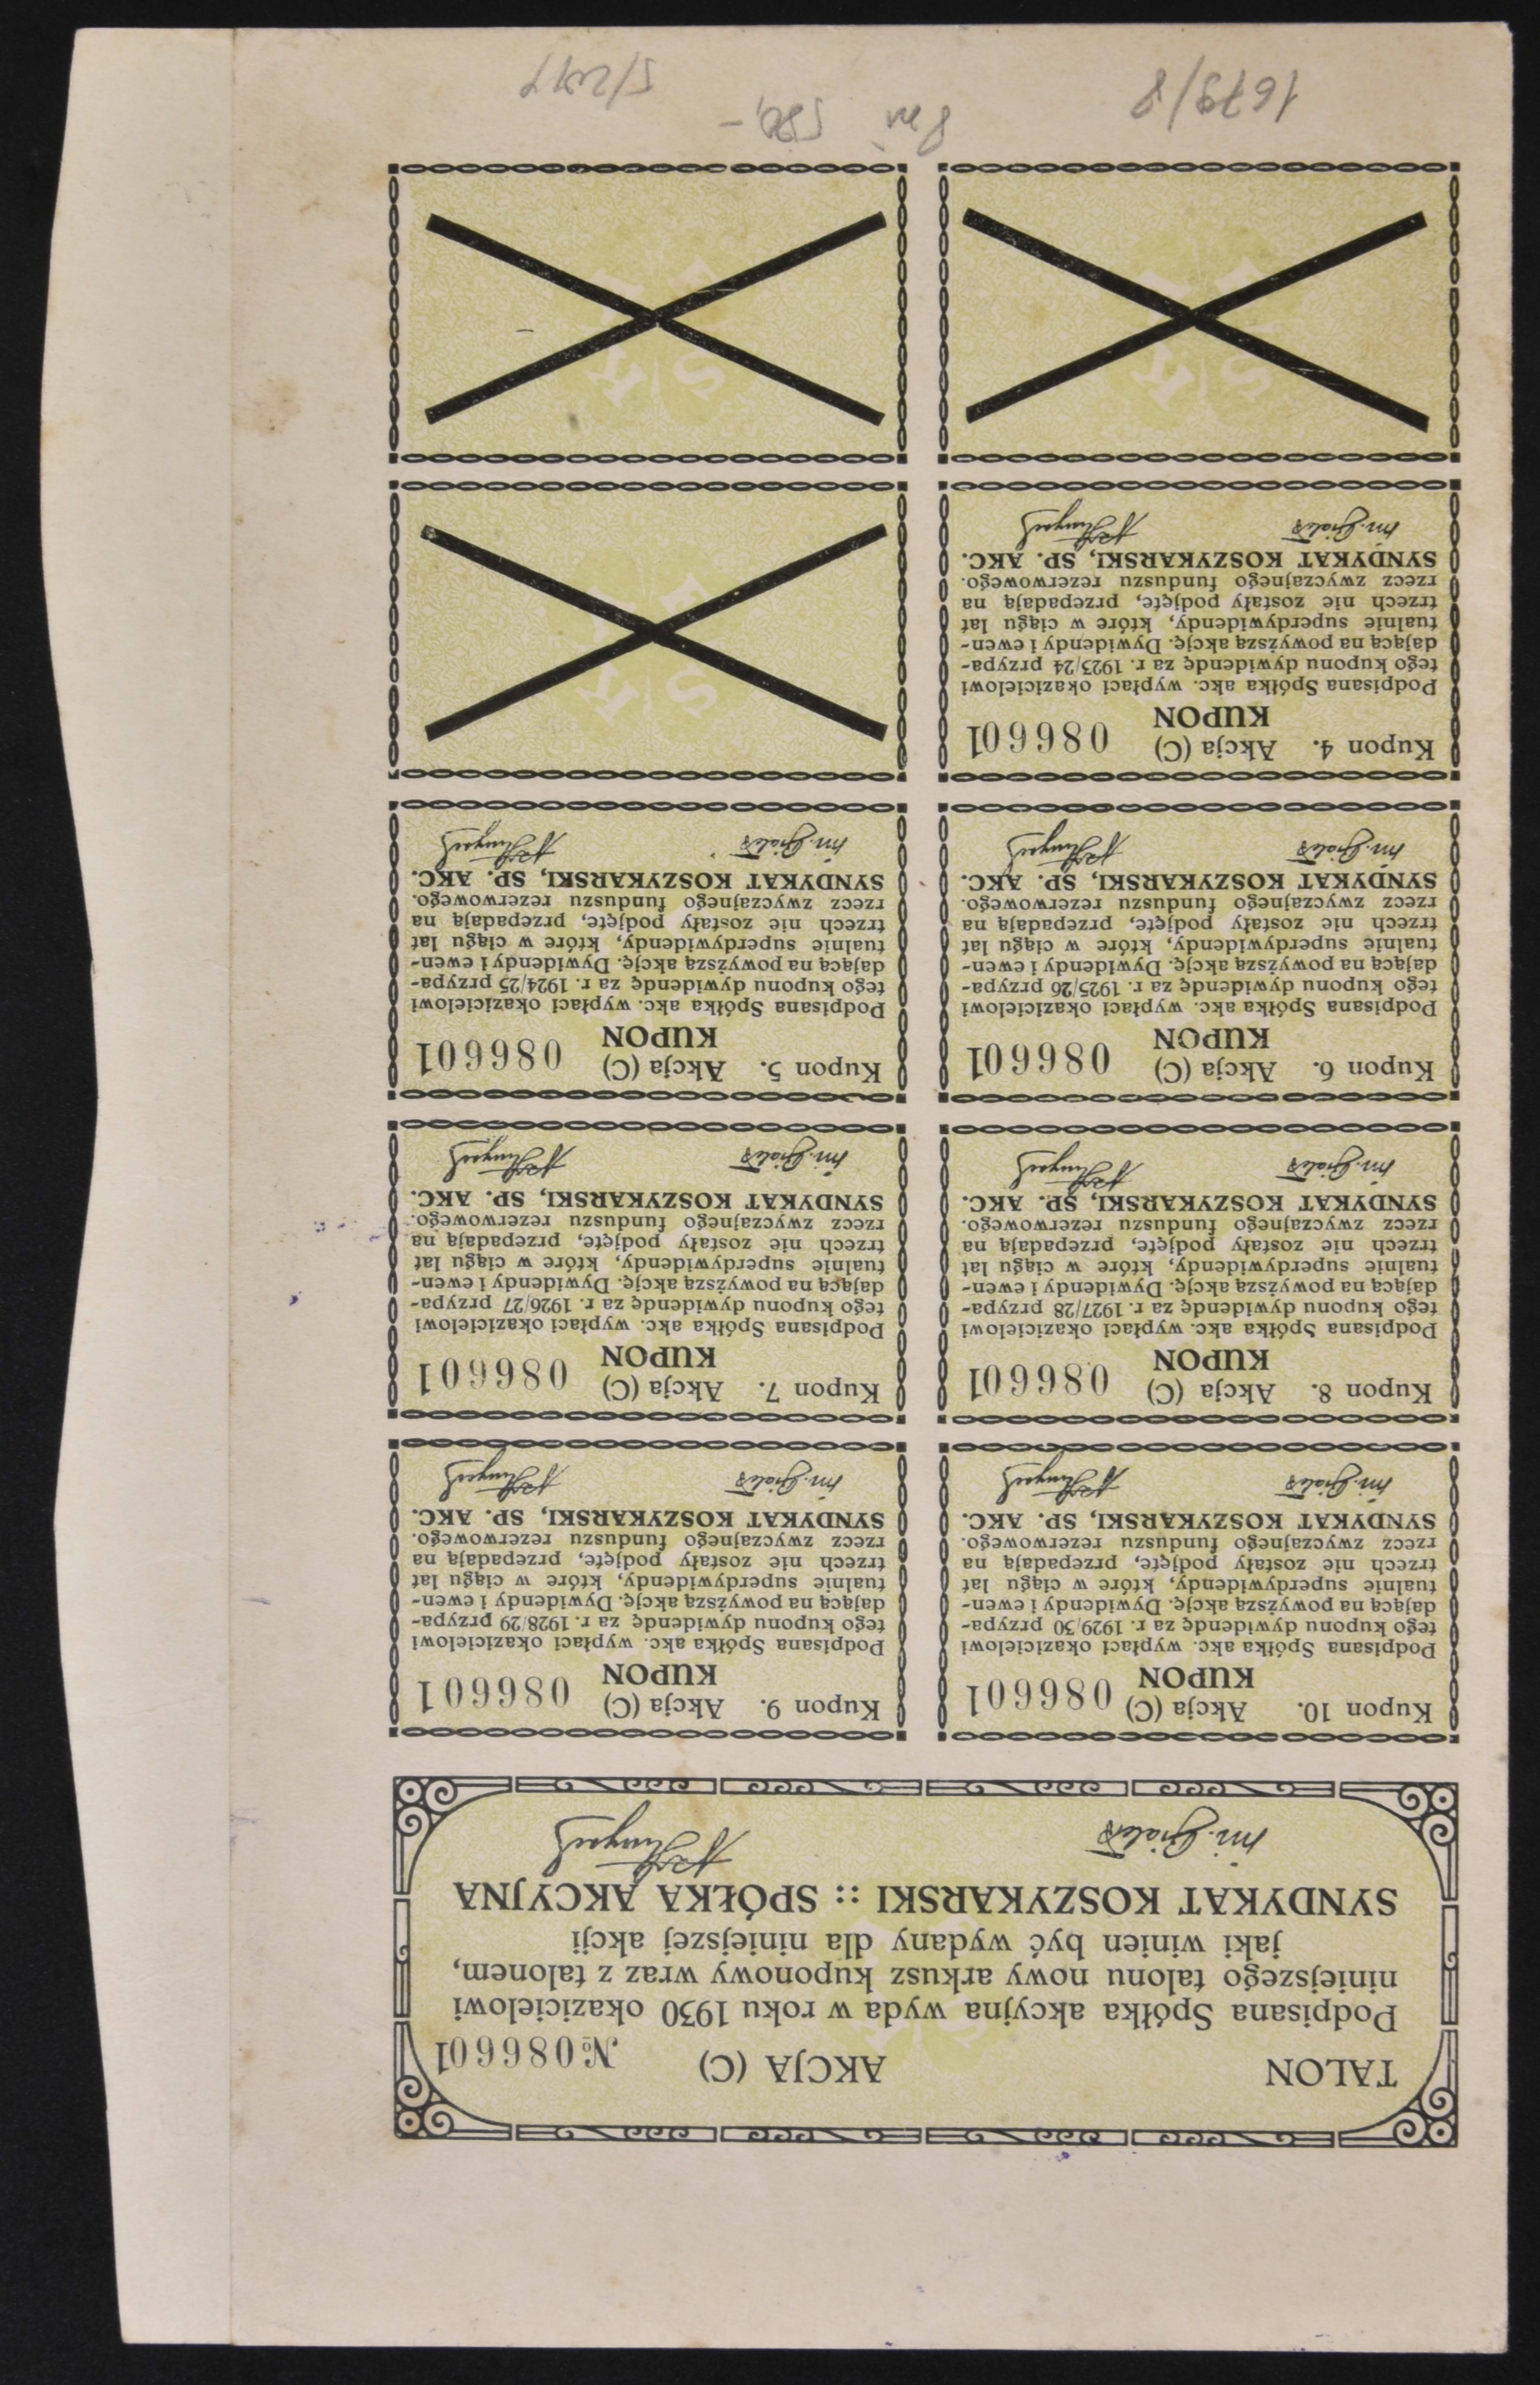 TALON AKCJA (C) №086601
Podpisana Spółka akcyjna wyda w roku 1930 okazicielowi
niniejszego talonu nowy arkusz kuponowy wraz z talonem,
jaki winien być wydany dla niniejszej akcji
SYNDYKAT KOSZYKARSKI :: SPÓŁKA AKCYJNA
Kupon 10. Akcja (C) 086601
KUPON
Podpisana Spółka akc. wypłaci okazicielowi
tego kuponu dywidendę za r. 1929/30 przypa-
dającą na powyższą akcję. Dywidendy i ewen-
tualnie superdywidendy, które w ciągu lat
trzech nie zostały podjęte, przepadają na
rzecz zwyczajnego funduszu rezerwowego.
SYNDYKAT KOSZYKARSKI, SP. AKC.
Kupon 9. Akcja (C) 086601
KUPON
Podpisana Spółka akc. wypłaci okazicielowi
tego kuponu dywidendę za r. 1928/29 przypa-
dającą na powyższą akcję. Dywidendy i ewen-
tualnie superdywidendy, które w ciągu lat
trzech nie zostały podjęte, przepadają na
rzecz zwyczajnego funduszu rezerwowego.
SYNDYKAT KOSZYKARSKI, SP. AKC.
Kupon 8. Akcja (C) 086601
KUPON
Podpisana Spółka akc. wypłaci okazicielowi
tego kuponu dywidendę za r. 1927/28 przypa-
dającą na powyższą akcję. Dywidendy i ewen-
tualnie superdywidendy, które w ciągu lat
trzech nie zostały podjęte, przepadają na
rzecz zwyczajnego funduszu rezerwowego.
SYNDYKAT KOSZYKARSKI, SP. AKC.
Kupon 7. Akcja (C) 086601
KUPON
Podpisana Spółka akc. wypłaci okazicielowi
tego kuponu dywidendę za r. 1926/27 przypa-
dającą na powyższą akcję. Dywidendy i ewen-
tualnie superdywidendy, które w ciągu lat
trzech nie zostały podjęte, przepadają na
rzecz zwyczajnego funduszu rezerwowego.
SYNDYKAT KOSZYKARSKI, SP. AKC.
Kupon 6. Akcja (C) 086601
KUPON
Podpisana Spółka akc. wypłaci okazicielowi
tego kuponu dywidendę za r. 1925/26 przypa-
dającą na powyższą akcję. Dywidendy i ewen-
tualnie superdywidendy, które w ciągu lat
trzech nie zostały podjęte, przepadają na
rzecz zwyczajnego funduszu rezerwowego.
SYNDYKAT KOSZYKARSKI, SP. AKC.
Kupon 5. Akcja (C) 086601
KUPON
Podpisana Spółka akc. wypłaci okazicielowi
tego kuponu dywidendę za r. 1924/25 przypa-
dającą na powyższą akcję. Dywidendy i ewen-
tualnie superdywidendy, które w ciągu lat
trzech nie zostały podjęte, przepadają na
rzecz zwyczajnego funduszu rezerwowego.
SYNDYKAT KOSZYKARSKI, SP. AKC.
Kupon 4. Akcja (C) 086601
KUPON
Podpisana Spółka akc. wypłaci okazicielowi
tego kuponu dywidendę za r. 1923/24 przypa-
dającą na powyższą akcję. Dywidendy i ewen-
tualnie superdywidendy, które w ciągu lat
trzech nie zostały podjęte, przepadają na
rzecz zwyczajnego funduszu rezerwowego.
SYNDYKAT KOSZYKARSKI, SP. AKC.
1679/8